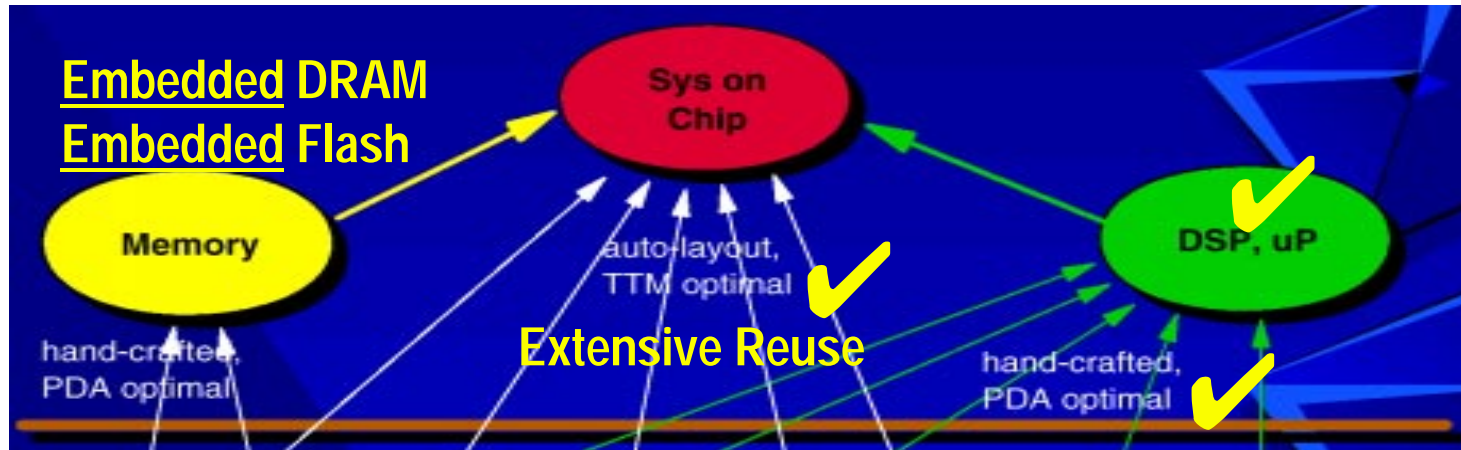 Embedded DRAM
Embedded Flash
Sys on
Chip
Memory
DSP, uP
auto-layout,
TTM optimal
Extensive Reuse
hand-crafted,
PDA optimal
hand-crafted,
PDA optimal